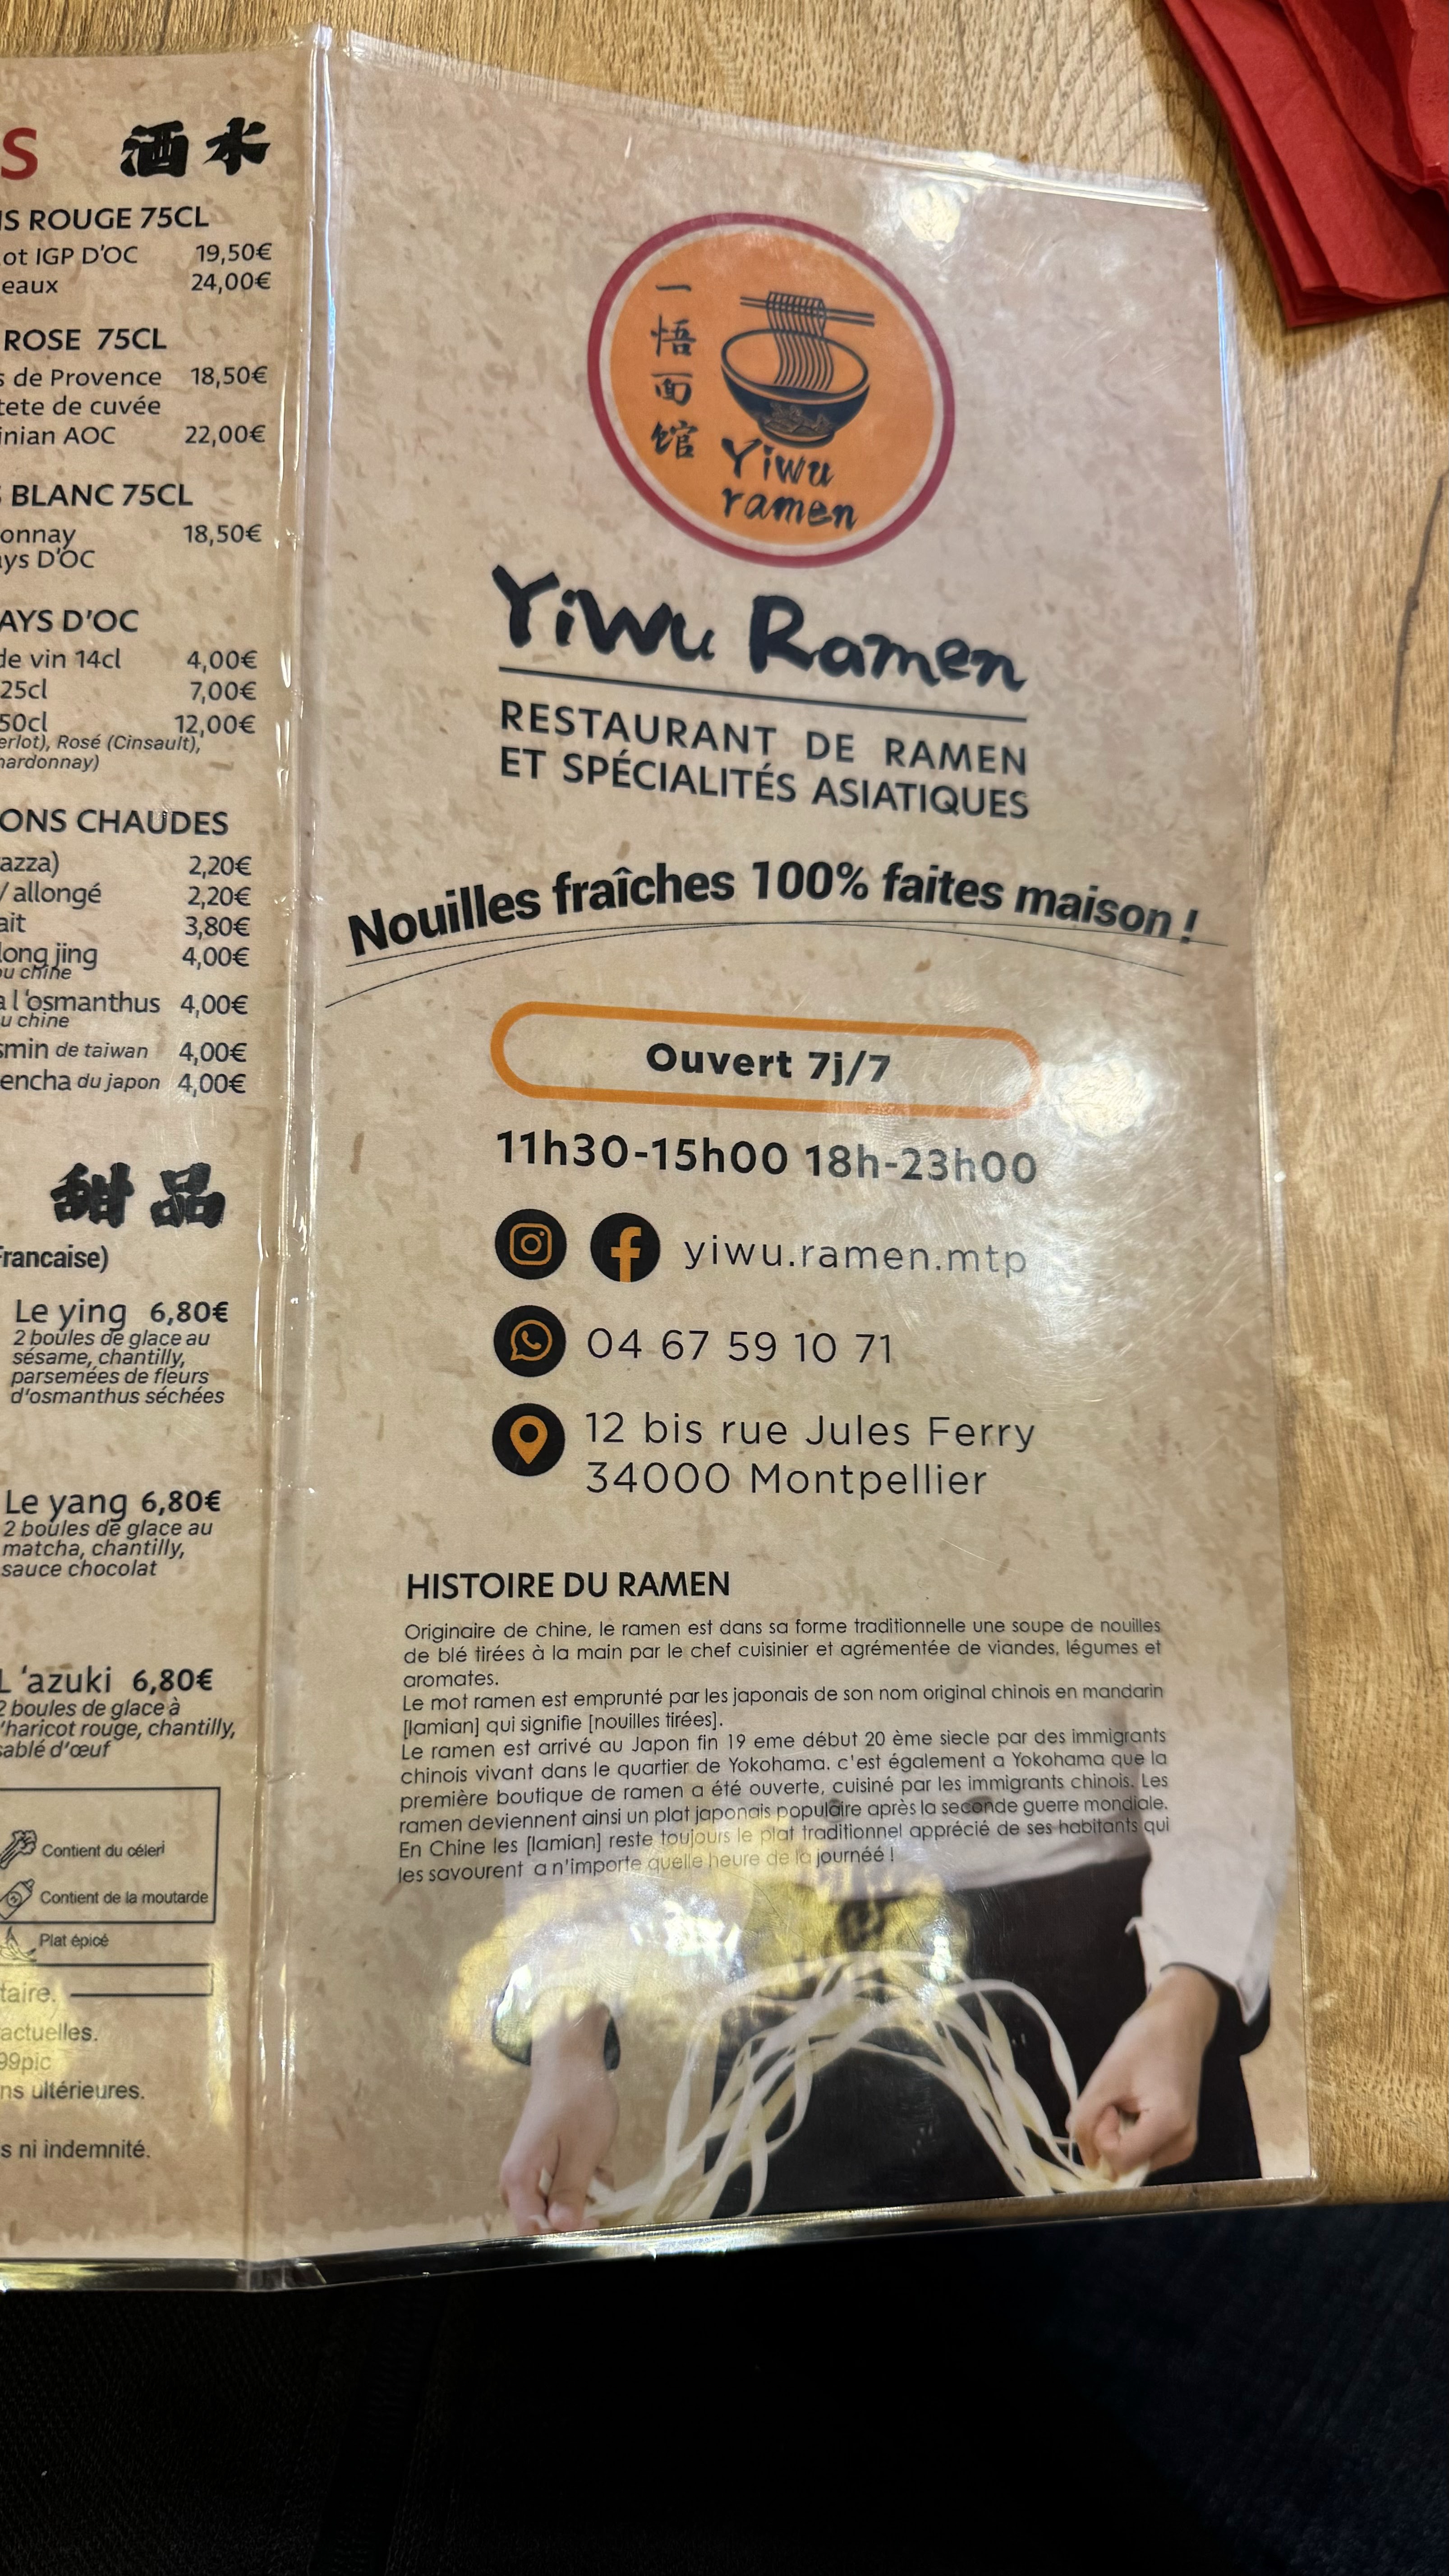 S 酒水
S ROUGE 75CL
ot IGP D'OC 19,50€
eaux 24,00€
ROSE 75CL
s de Provence 18,50€
tete de cuvée
inian AOC 22,00€
BLANC 75CL
onnay 18,50€
ays D'OC
AYS D'OC
de vin 14cl 4,00€
25cl 7,00€
50cl 12,00€
erlot), Rosé (Cinsault),
hardonnay)
ONS CHAUDES
azza) 2,20€
/ allongé 2,20€
ait 3,80€
long jing 4,00€
ou chine
a l'osmanthus 4,00€
u chine
smin de taiwan 4,00€
encha du japon 4,00€
甜品
Francaise)
Le ying 6,80€
2 boules de glace au
sésame, chantilly,
parsemées de fleurs
d'osmanthus séchées
Le yang 6,80€
2 boules de glace au
matcha, chantilly,
sauce chocolat
L'azuki 6,80€
2 boules de glace à
l'haricot rouge, chantilly,
sablé d'œuf
Contient du céleri
Contient de la moutarde
Plat épicé
taire.
actuelles.
99pic
ns ultérieures.
s ni indemnité.
一悟面馆
Yiwu
ramen
Yiwu Ramen
RESTAURANT DE RAMEN
ET SPÉCIALITÉS ASIATIQUES
Nouilles fraîches 100% faites maison !
Ouvert 7j/7
11h30-15h00 18h-23h00
yiwu.ramen.mtp
04 67 59 10 71
12 bis rue Jules Ferry
34000 Montpellier
HISTOIRE DU RAMEN
Originaire de chine, le ramen est dans sa forme traditionnelle une soupe de nouilles
de blé tirées à la main par le chef cuisinier et agrémentée de viandes, légumes et
aromates.
Le mot ramen est emprunté par les japonais de son nom original chinois en mandarin
[lamian] qui signifie [nouilles tirées].
Le ramen est arrivé au Japon fin 19 eme début 20 ème siecle par des immigrants
chinois vivant dans le quartier de Yokohama. c'est également a Yokohama que la
première boutique de ramen a été ouverte, cuisiné par les immigrants chinois. Les
ramen deviennent ainsi un plat japonais populaire après la seconde guerre mondiale.
En Chine les [lamian] reste toujours le plat traditionnel apprécié de ses habitants qui
les savourent a n'importe quelle heure de la journéé !